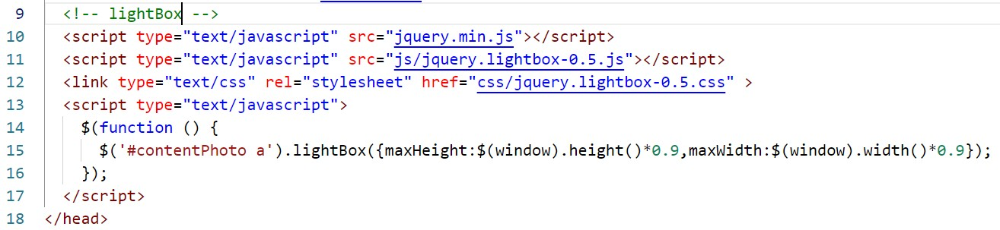 9 <!-- lightBox -->
10 <script type="text/javascript" src="jquery.min.js"></script>
11 <script type="text/javascript" src="js/jquery.lightbox-0.5.js"></script>
12 <link type="text/css" rel="stylesheet" href="css/jquery.lightbox-0.5.css" >
13 <script type="text/javascript">
14 $(function () {
15 $('#contentPhoto a').lightBox({maxHeight:$(window).height()*0.9,maxWidth:$(window).width()*0.9});
16 });
17 </script>
18 </head>